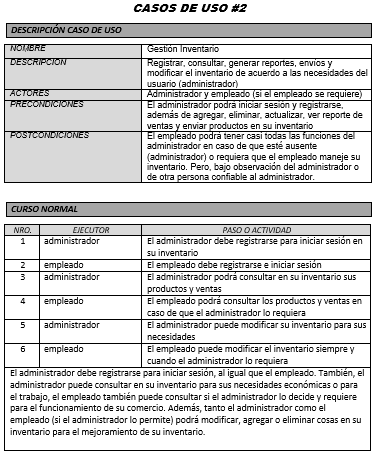 CASOS DE USO #2
DESCRIPCIÓN CASO DE USO
NOMBRE Gestión Inventario
DESCRIPCION Registrar, consultar, generar reportes, envíos y
modificar el inventario de acuerdo a las necesidades del
usuario (administrador)
ACTORES Administrador y empleado (si el empleado se requiere)
PRECONDICIONES El administrador podrá iniciar sesión y registrarse,
además de agregar, eliminar, actualizar, ver reporte de
ventas y enviar productos en su inventario
POSTCONDICIONES El empleado podrá tener casi todas las funciones del
administrador en caso de que esté ausente
(administrador) o requiera que el empleado maneje su
inventario. Pero, bajo observación del administrador o
de otra persona confiable al administrador.
CURSO NORMAL
NRO. EJECUTOR PASO O ACTIVIDAD
1 administrador El administrador debe registrarse para iniciar sesión en
su inventario
2 empleado El empleado debe registrarse e iniciar sesión
3 administrador El administrador podrá consultar en su inventario sus
productos y ventas
4 empleado El empleado podrá consultar los productos y ventas en
caso de que el administrador lo requiera
5 administrador El administrador puede modificar su inventario para sus
necesidades
6 empleado El empleado puede modificar el inventario siempre y
cuando el administrador lo requiera
El administrador debe registrarse para iniciar sesión, al igual que el empleado. También, el
administrador puede consultar en su inventario para sus necesidades económicas o para
el trabajo, el empleado también puede consultar si el administrador lo decide y requiere
para el funcionamiento de su comercio. Además, tanto el administrador como el
empleado (si el administrador lo permite) podrá modificar, agregar o eliminar cosas en su
inventario para el mejoramiento de su inventario.